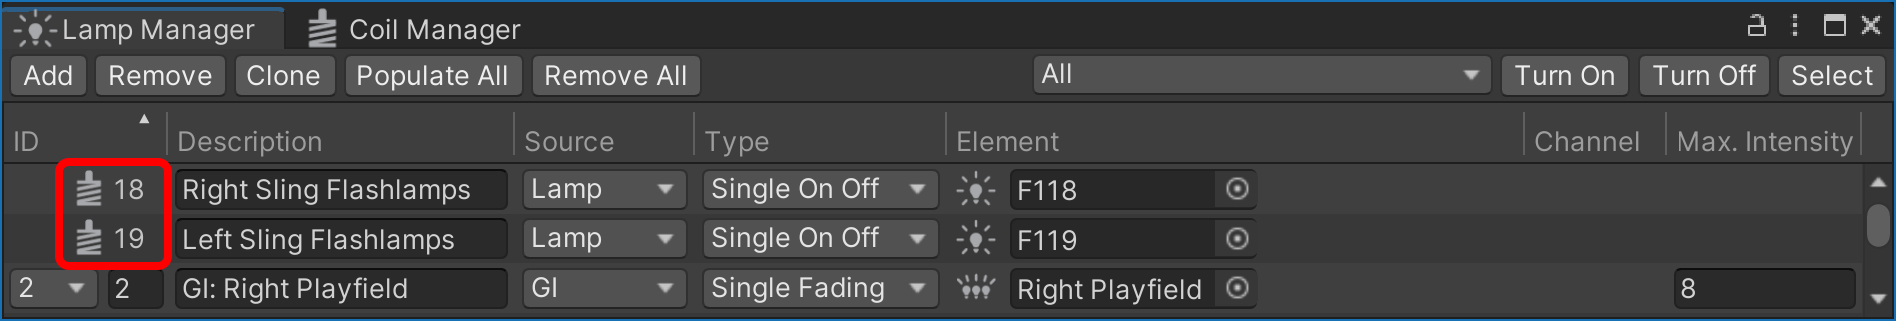 Lamp Manager Coil Manager
Add Remove Clone Populate All Remove All All Turn On Turn Off Select
ID Description Source Type Element Channel Max. Intensity
18 Right Sling Flashlamps Lamp Single On Off F118
19 Left Sling Flashlamps Lamp Single On Off F119
2 2 GI: Right Playfield GI Single Fading Right Playfield 8